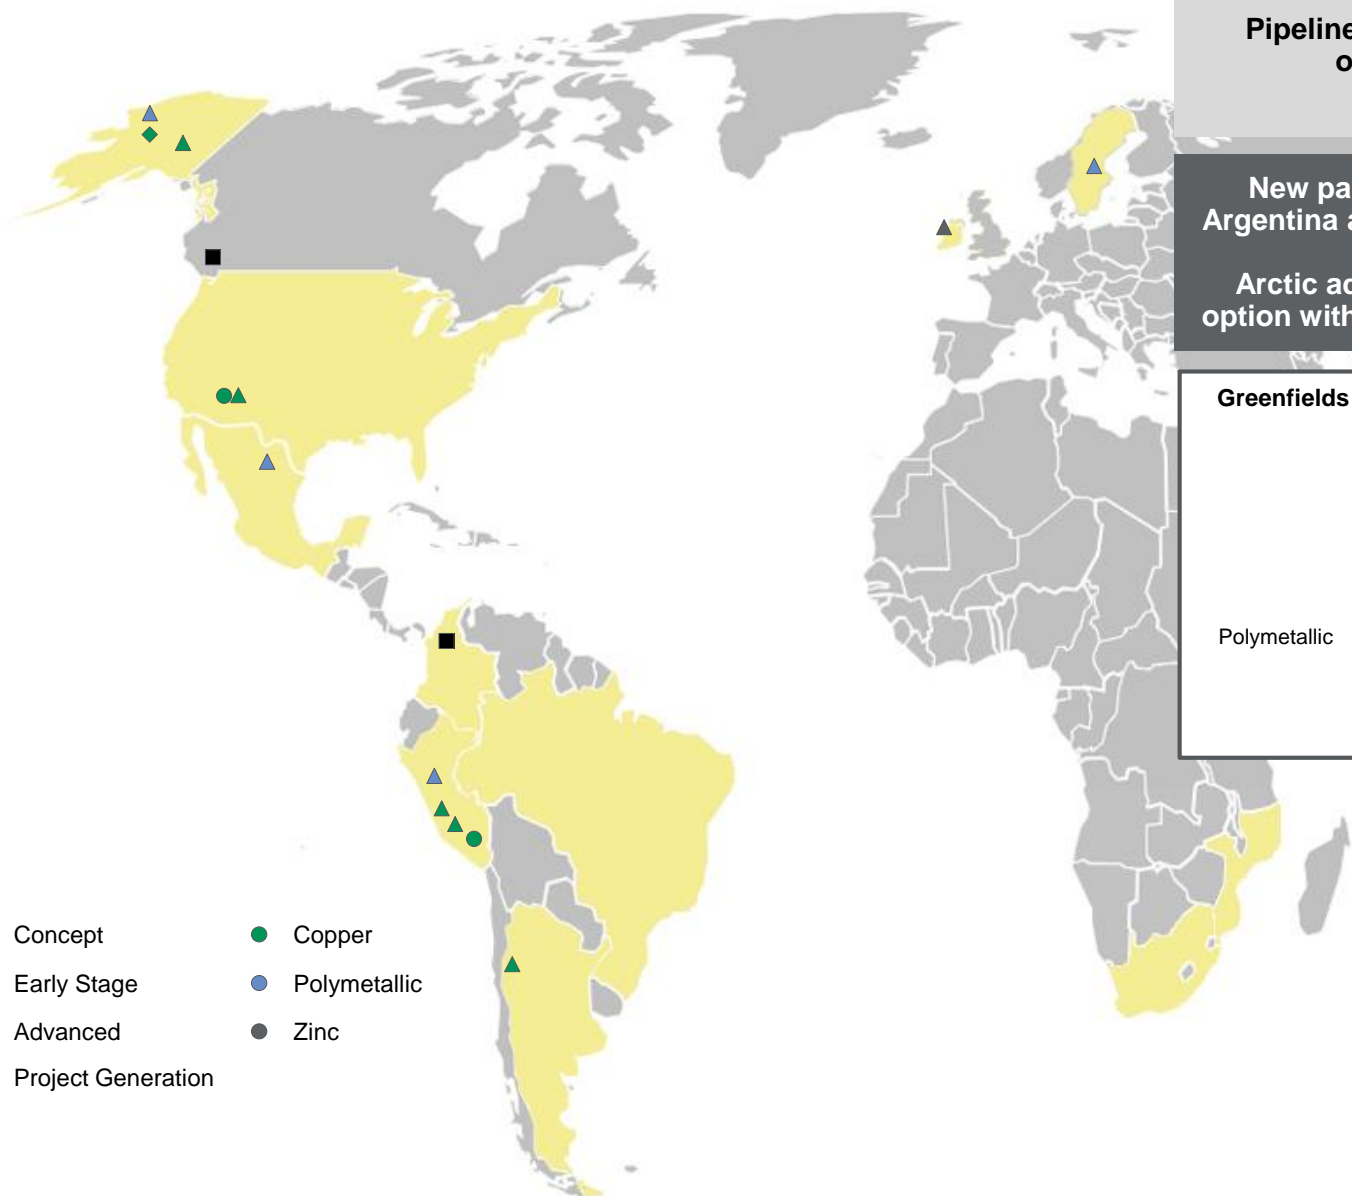 Pipeline
o
New pa
Argentina a
Arctic ac
option with
Greenfields
Polymetallic
Concept
Copper
Early Stage
Polymetallic
Advanced
Zinc
Project Generation